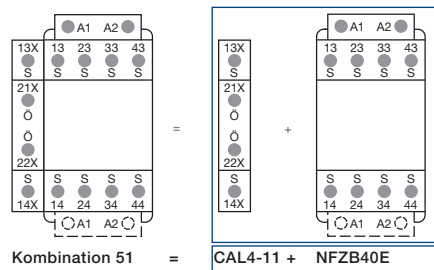 A1 A2
13X 13 23 33 43
S S S S S
21X
Ö
Ö
22X
S S S S S
14X 14 24 34 44
A1 A2
=
13X
S
21X
Ö
Ö
22X
S
14X
+
A1 A2
13 23 33 43
S S S S
S S S S
14 24 34 44
A1 A2
Kombination 51 = CAL4-11 + NFZB40E